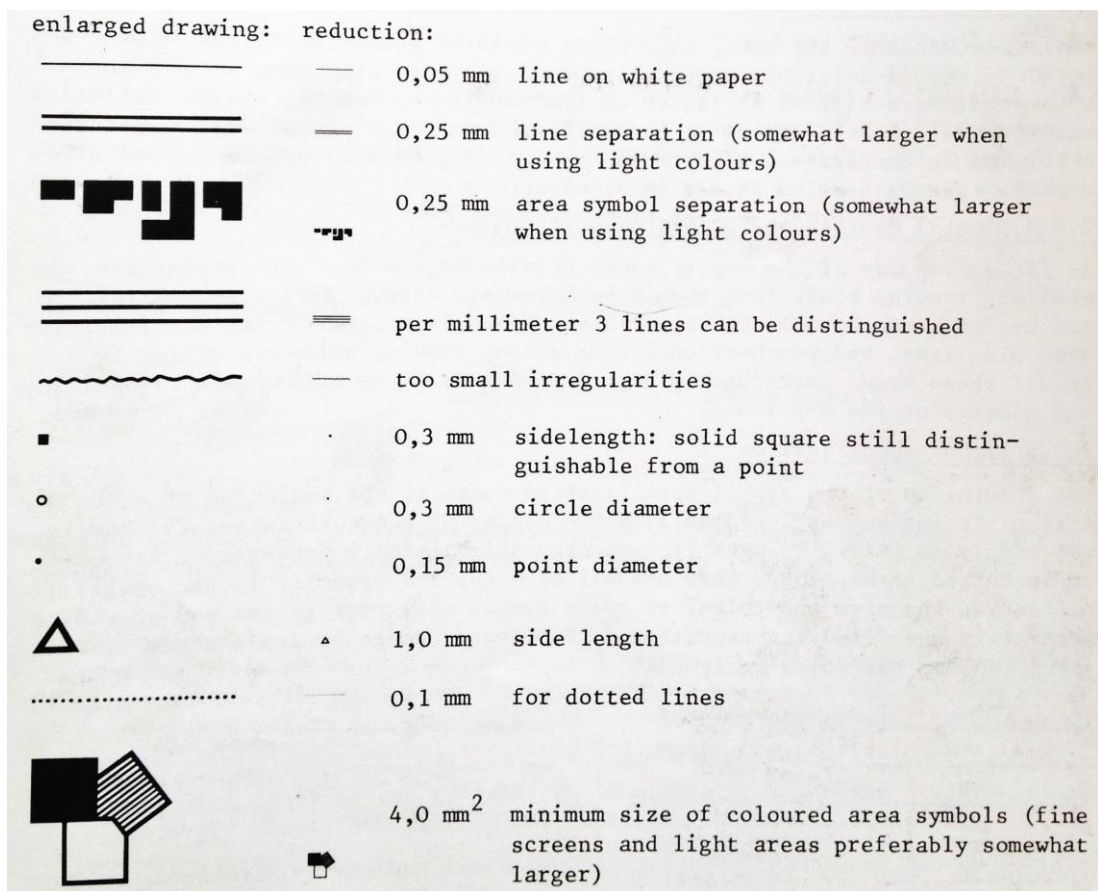 enlarged drawing: reduction:
0,05 mm line on white paper
0,25 mm line separation (somewhat larger when
using light colours)
0,25 mm area symbol separation (somewhat larger
when using light colours)
per millimeter 3 lines can be distinguished
too small irregularities
0,3 mm sidelength: solid square still distin-
guishable from a point
0,3 mm circle diameter
0,15 mm point diameter
1,0 mm side length
0,1 mm for dotted lines
4,0 mm² minimum size of coloured area symbols (fine
screens and light areas preferably somewhat
larger)